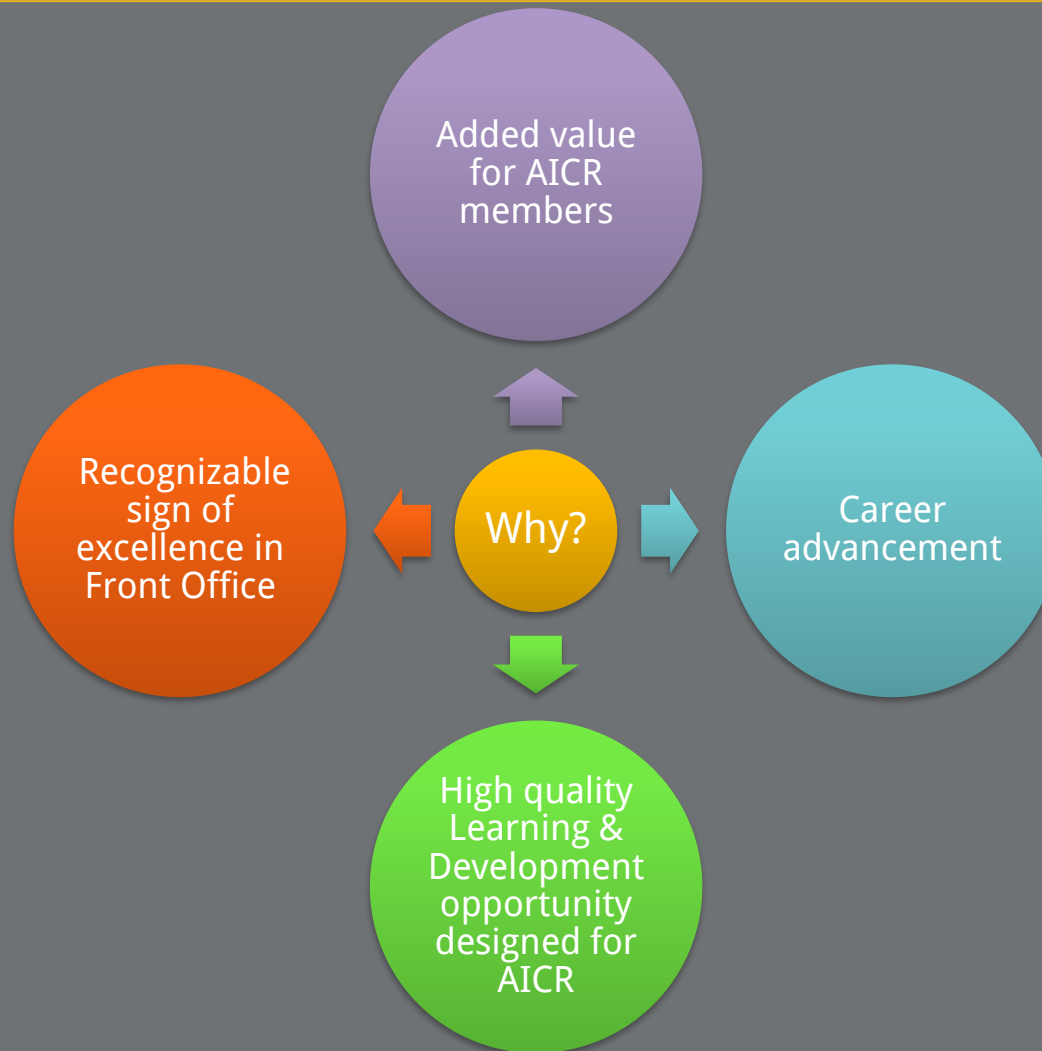 Added value
for AICR
members
Recognizable
sign of
excellence in
Front Office
Why?
Career
advancement
High quality
Learning &
Development
opportunity
designed for
AICR